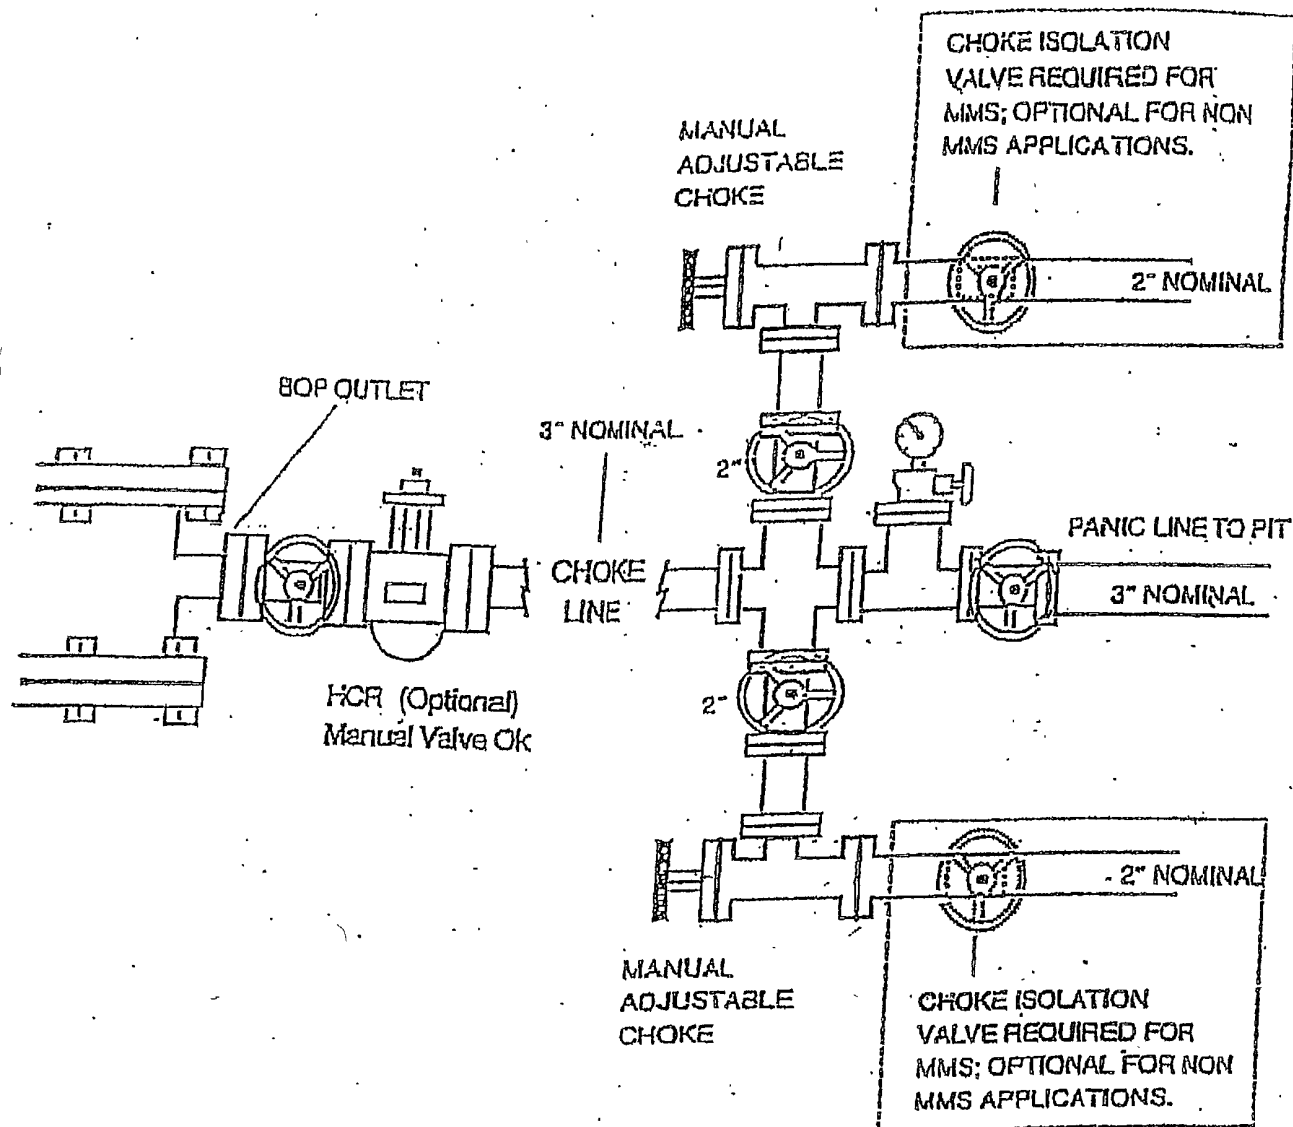 CHOKE ISOLATION
VALVE REQUIRED FOR
MMS; OPTIONAL FOR NON
MMS APPLICATIONS.
MANUAL
ADJUSTABLE
CHOKE
2" NOMINAL
BOP OUTLET
3" NOMINAL
2"
PANIC LINE TO PIT
CHOKE
LINE
3" NOMINAL
HCR (Optional)
Manual Valve Ok
2"
2" NOMINAL
MANUAL
ADJUSTABLE
CHOKE
CHOKE ISOLATION
VALVE REQUIRED FOR
MMS; OPTIONAL FOR NON
MMS APPLICATIONS.